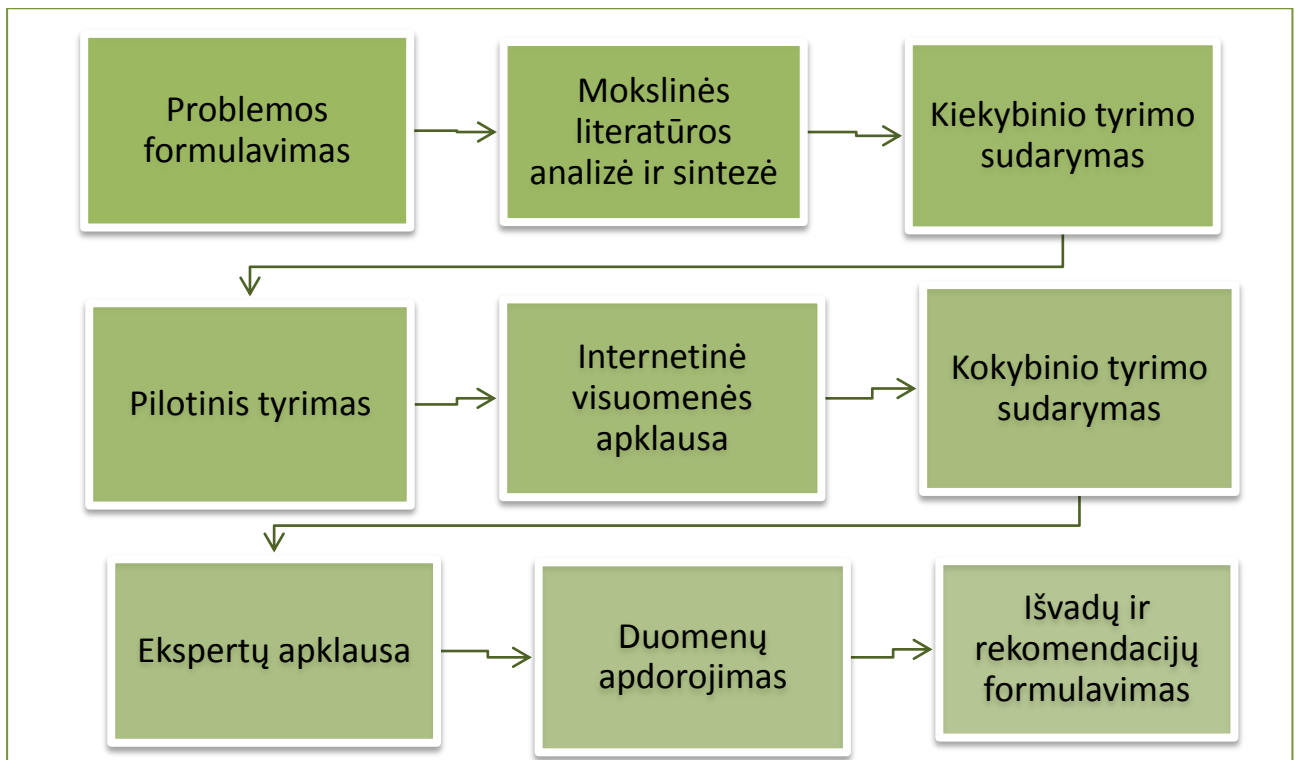 Problemos
formulavimas
Mokslinės
literatūros
analizė ir sintezė
Kiekybinio tyrimo
sudarymas
Pilotinis tyrimas
Internetinė
visuomenės
apklausa
Kokybinio tyrimo
sudarymas
Ekspertų apklausa
Duomenų
apdorojimas
Išvadų ir
rekomendacijų
formulavimas